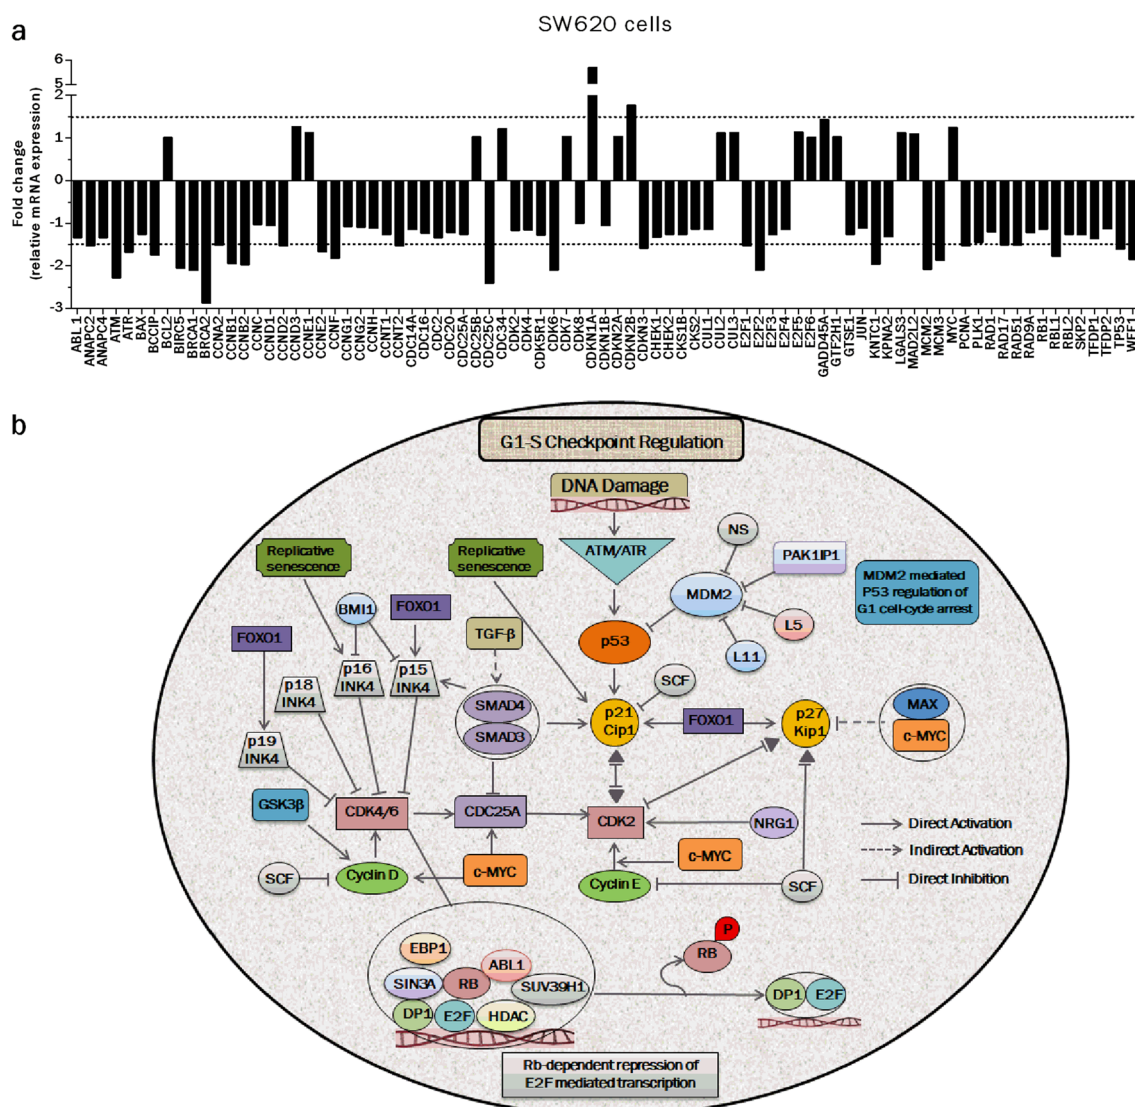 a
SW620 cells
Fold change
(relative mRNA expression)
6
5
2
1
0
-1
-2
-3
ABL 1
ANAPC2
ANAPC4
ATM
ATR
BAX
BCCIP
BCL2
BIRC5
BRCA1
BRCA2
CCNA2
CCNB1
CCNB2
CCNC
CCND1
CCND2
CCND3
CCNE1
CCNE2
CCNF
CCNG1
CCNG2
CCNH
CCNT1
CCNT2
CDC14A
CDC16
CDC2
CDC20
CDC25A
CDC25B
CDC25C
CDC34
CDK2
CDK4
CDK5R1
CDK6
CDK7
CDK8
CDKN1A
CDKN1B
CDKN2A
CDKN2B
CDKN3
CHEK1
CHEK2
CKS1B
CKS2
CUL1
CUL2
CUL3
E2F1
E2F2
E2F3
E2F4
E2F5
E2F6
GADD45A
GTF2H1
GTSE1
JUN
KNTC1
KPNA2
LGALS3
MAD2L2
MCM2
MCM3
MYC
PCNA
PLK1
RAD1
RAD17
RAD51
RAD9A
RB1
RBL1
RBL2
SKP2
TFDP1
TFDP2
TP53
WEE1
b
G1-S Checkpoint Regulation
DNA Damage
NS
Replicative
senescence
Replicative
senescence
ATM/ATR
PAK1IP1
MDM2 mediated
P53 regulation of
G1 cell-cycle arrest
MDM2
BMI1
FOXO1
L5
FOXO1
TGF-β
p53
L11
p16
INK4
p15
INK4
p18
INK4
SCF
SMAD4
SMAD3
p21
Cip1
FOXO1
p27
Kip1
MAX
c-MYC
p19
INK4
GSK3β
CDK4/6
CDC25A
CDK2
NRG1
Direct Activation
c-MYC
Indirect Activation
SCF
Cyclin D
c-MYC
Cyclin E
SCF
Direct Inhibition
P
EBP1
RB
ABL1
SIN3A
RB
SUV39H1
DP1
E2F
HDAC
DP1
E2F
Rb-dependent repression of
E2F mediated transcription